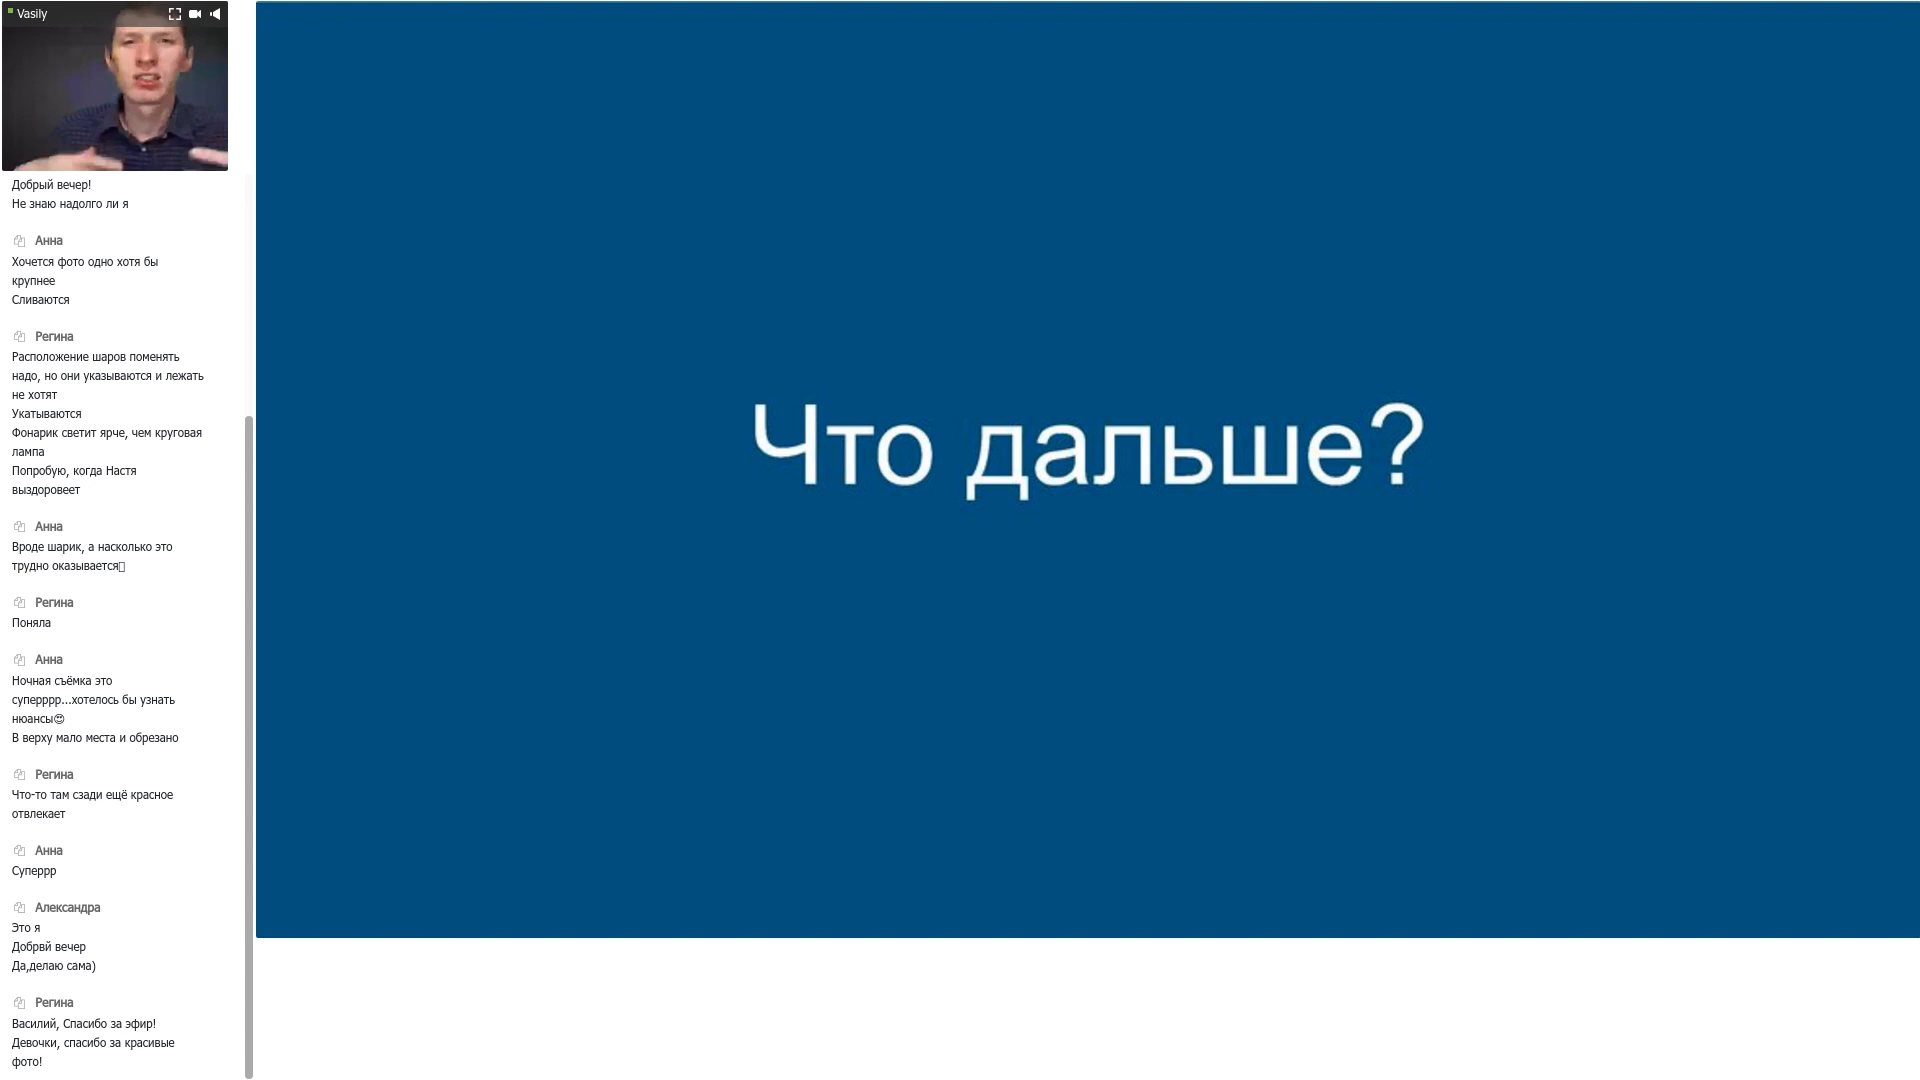 Vasily
Добрый вечер!
Не знаю надолго ли я
Анна
Хочется фото одно хотя бы
крупнее
Сливаются
Регина
Расположение шаров поменять
надо, но они указываются и лежать
не хотят
Укатываются
Фонарик светит ярче, чем круговая
лампа
Попробую, когда Настя
выздоровеет
Анна
Вроде шарик, а насколько это
трудно оказывается
Регина
Поняла
Анна
Ночная съёмка это
суперррр...хотелось бы узнать
нюансы😍
В верху мало места и обрезано
Регина
Что-то там сзади ещё красное
отвлекает
Анна
Суперрр
Александра
Это я
Добрвй вечер
Да,делаю сама)
Регина
Василий, Спасибо за эфир!
Девочки, спасибо за красивые
фото!
Что дальше?